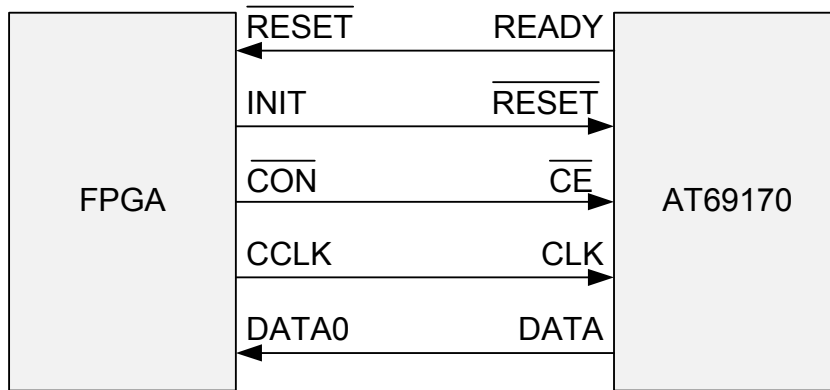 RESET READY
INIT RESET
FPGA CON CE AT69170
CCLK CLK
DATA0 DATA